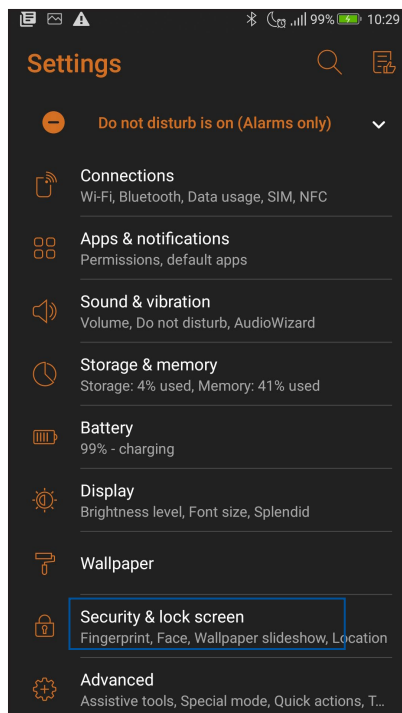 99% 10:29
Settings
Do not disturb is on (Alarms only)
Connections
Wi-Fi, Bluetooth, Data usage, SIM, NFC
Apps & notifications
Permissions, default apps
Sound & vibration
Volume, Do not disturb, AudioWizard
Storage & memory
Storage: 4% used, Memory: 41% used
Battery
99% - charging
Display
Brightness level, Font size, Splendid
Wallpaper
Security & lock screen
Fingerprint, Face, Wallpaper slideshow, Location
Advanced
Assistive tools, Special mode, Quick actions, T...